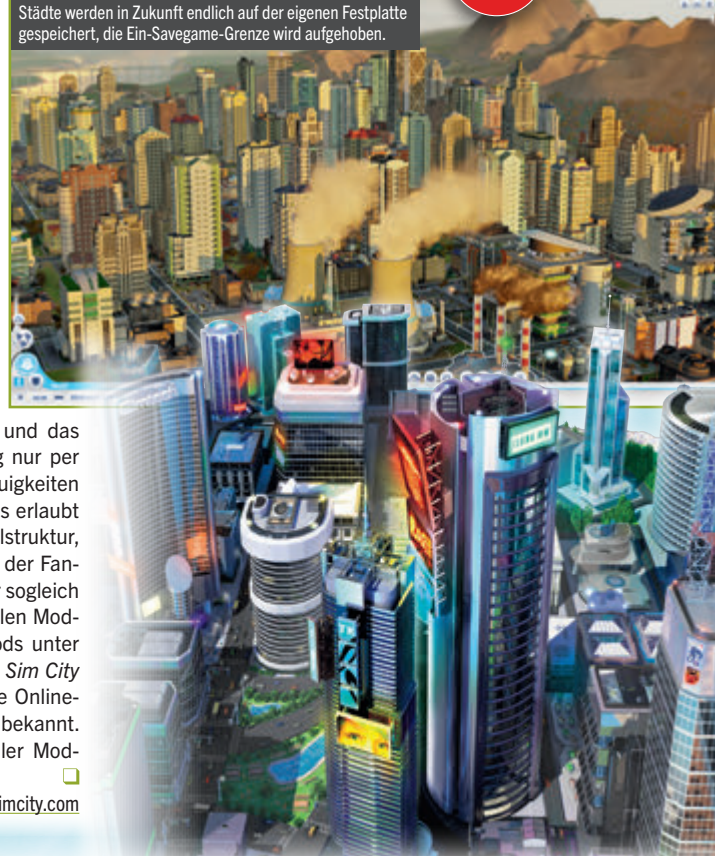 Städte werden in Zukunft endlich auf der eigenen Festplatte
gespeichert, die Ein-Savegame-Grenze wird aufgehoben.
und das
nur per
uigkeiten
s erlaubt
lstruktur,
der Fan-
sogleich
len Mod-
ds unter
Sim City
e Online-
bekannt.
ler Mod-
imcity.com